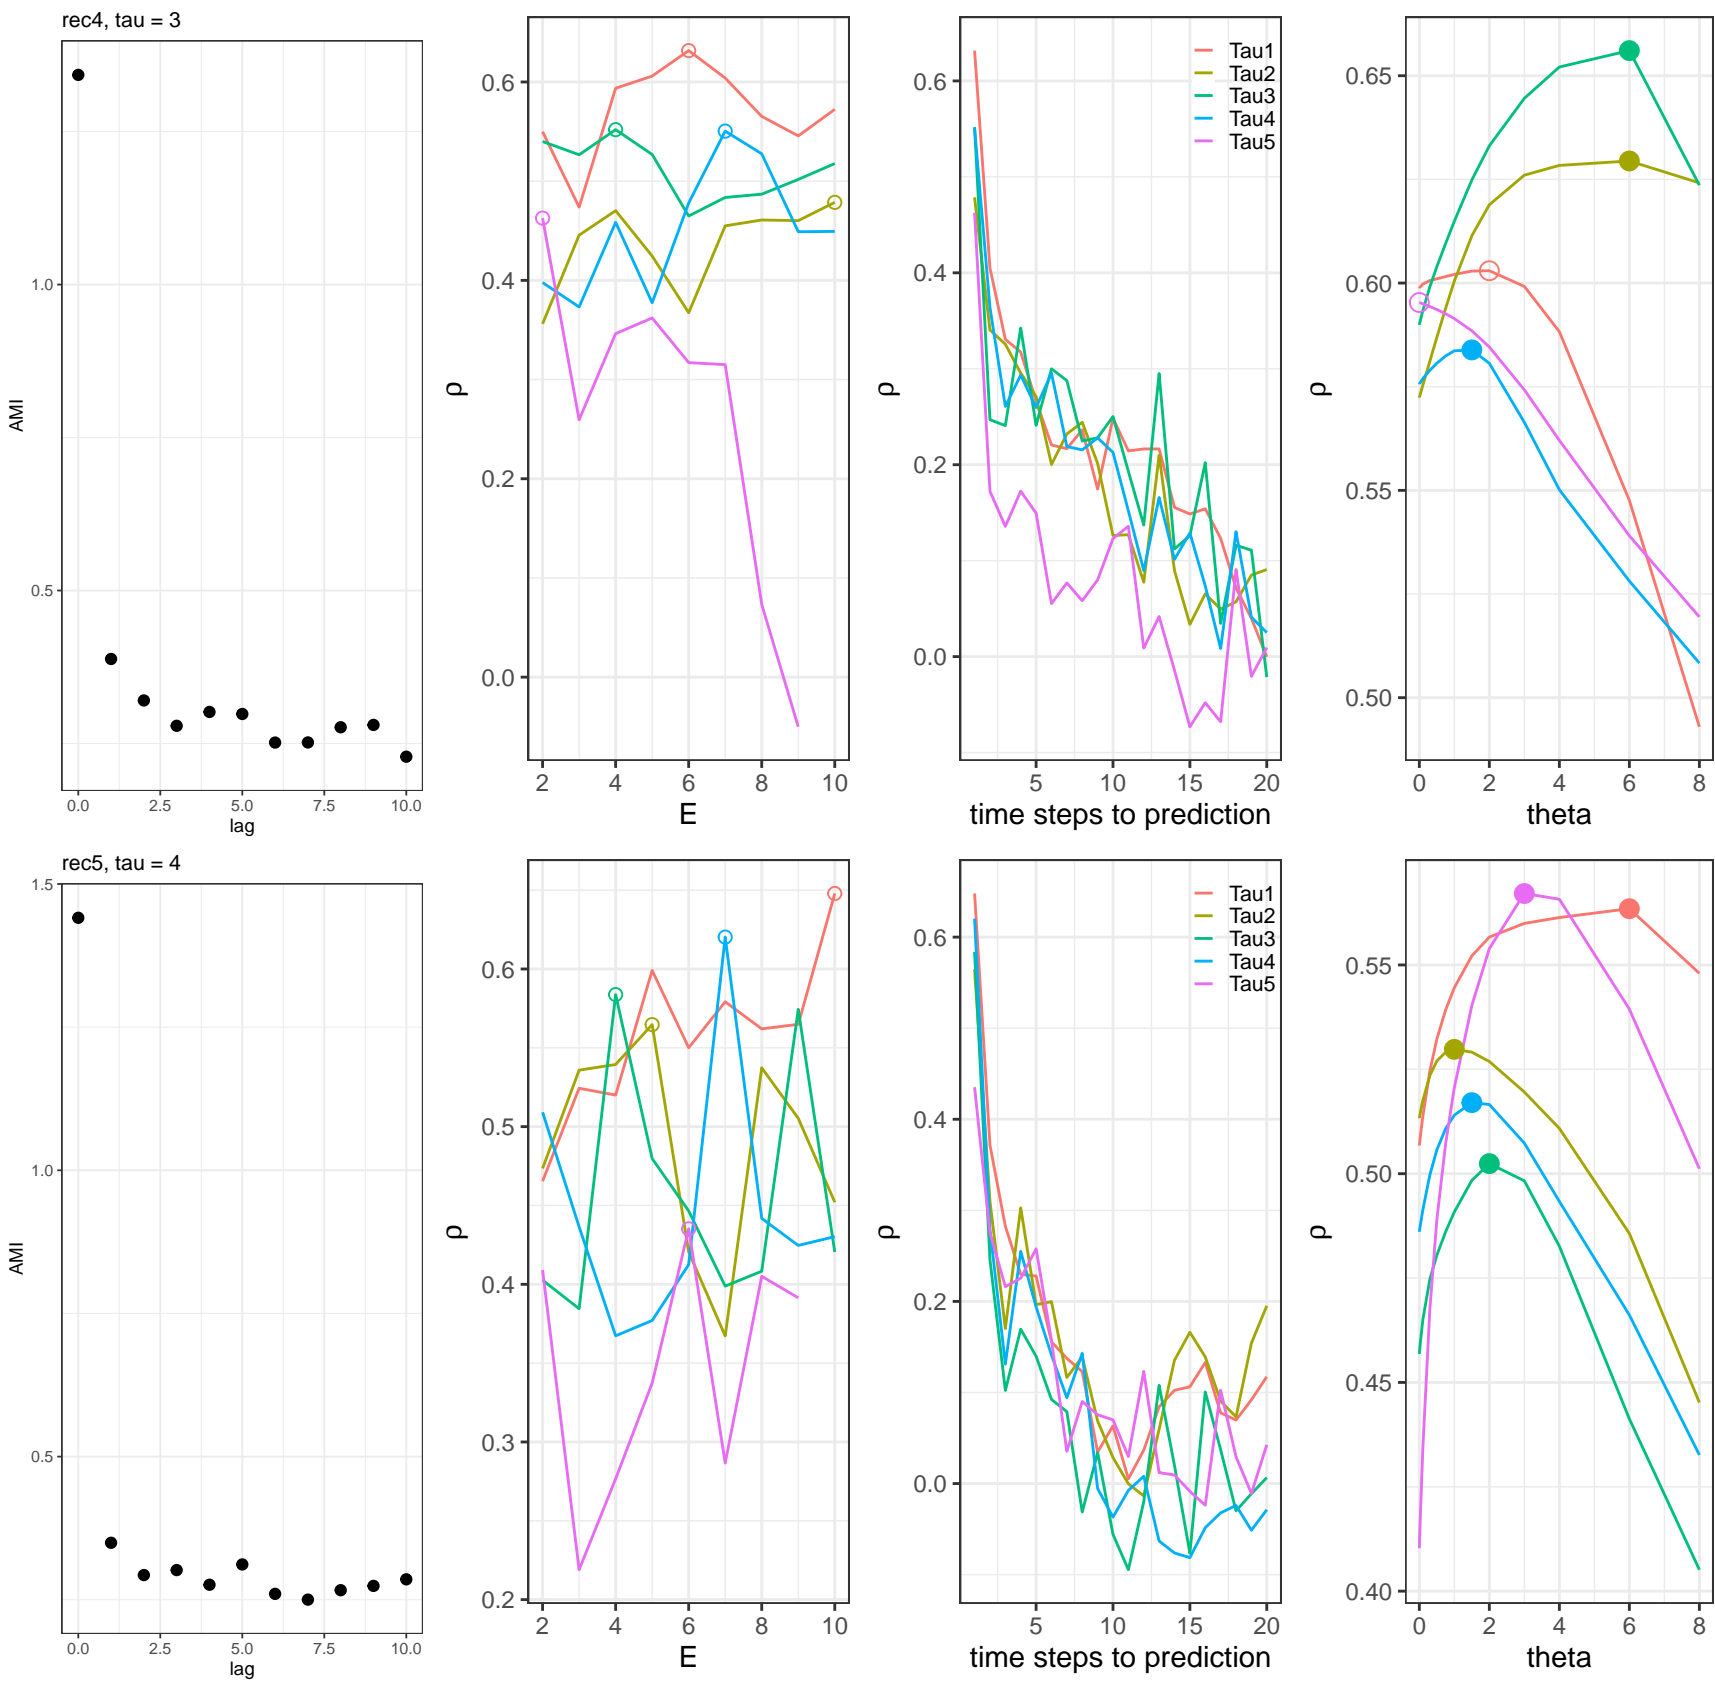 rec4, tau = 3
AMI
1.0
0.5
0.0 2.5 5.0 7.5 10.0
lag
ρ
0.6
0.4
0.2
0.0
2 4 6 8 10
E
ρ
0.6
0.4
0.2
0.0
Tau1
Tau2
Tau3
Tau4
Tau5
5 10 15 20
time steps to prediction
ρ
0.65
0.60
0.55
0.50
0 2 4 6 8
theta
rec5, tau = 4
AMI
1.5
1.0
0.5
0.0 2.5 5.0 7.5 10.0
lag
ρ
0.6
0.5
0.4
0.3
0.2
2 4 6 8 10
E
ρ
0.6
0.4
0.2
0.0
Tau1
Tau2
Tau3
Tau4
Tau5
5 10 15 20
time steps to prediction
ρ
0.55
0.50
0.45
0.40
0 2 4 6 8
theta